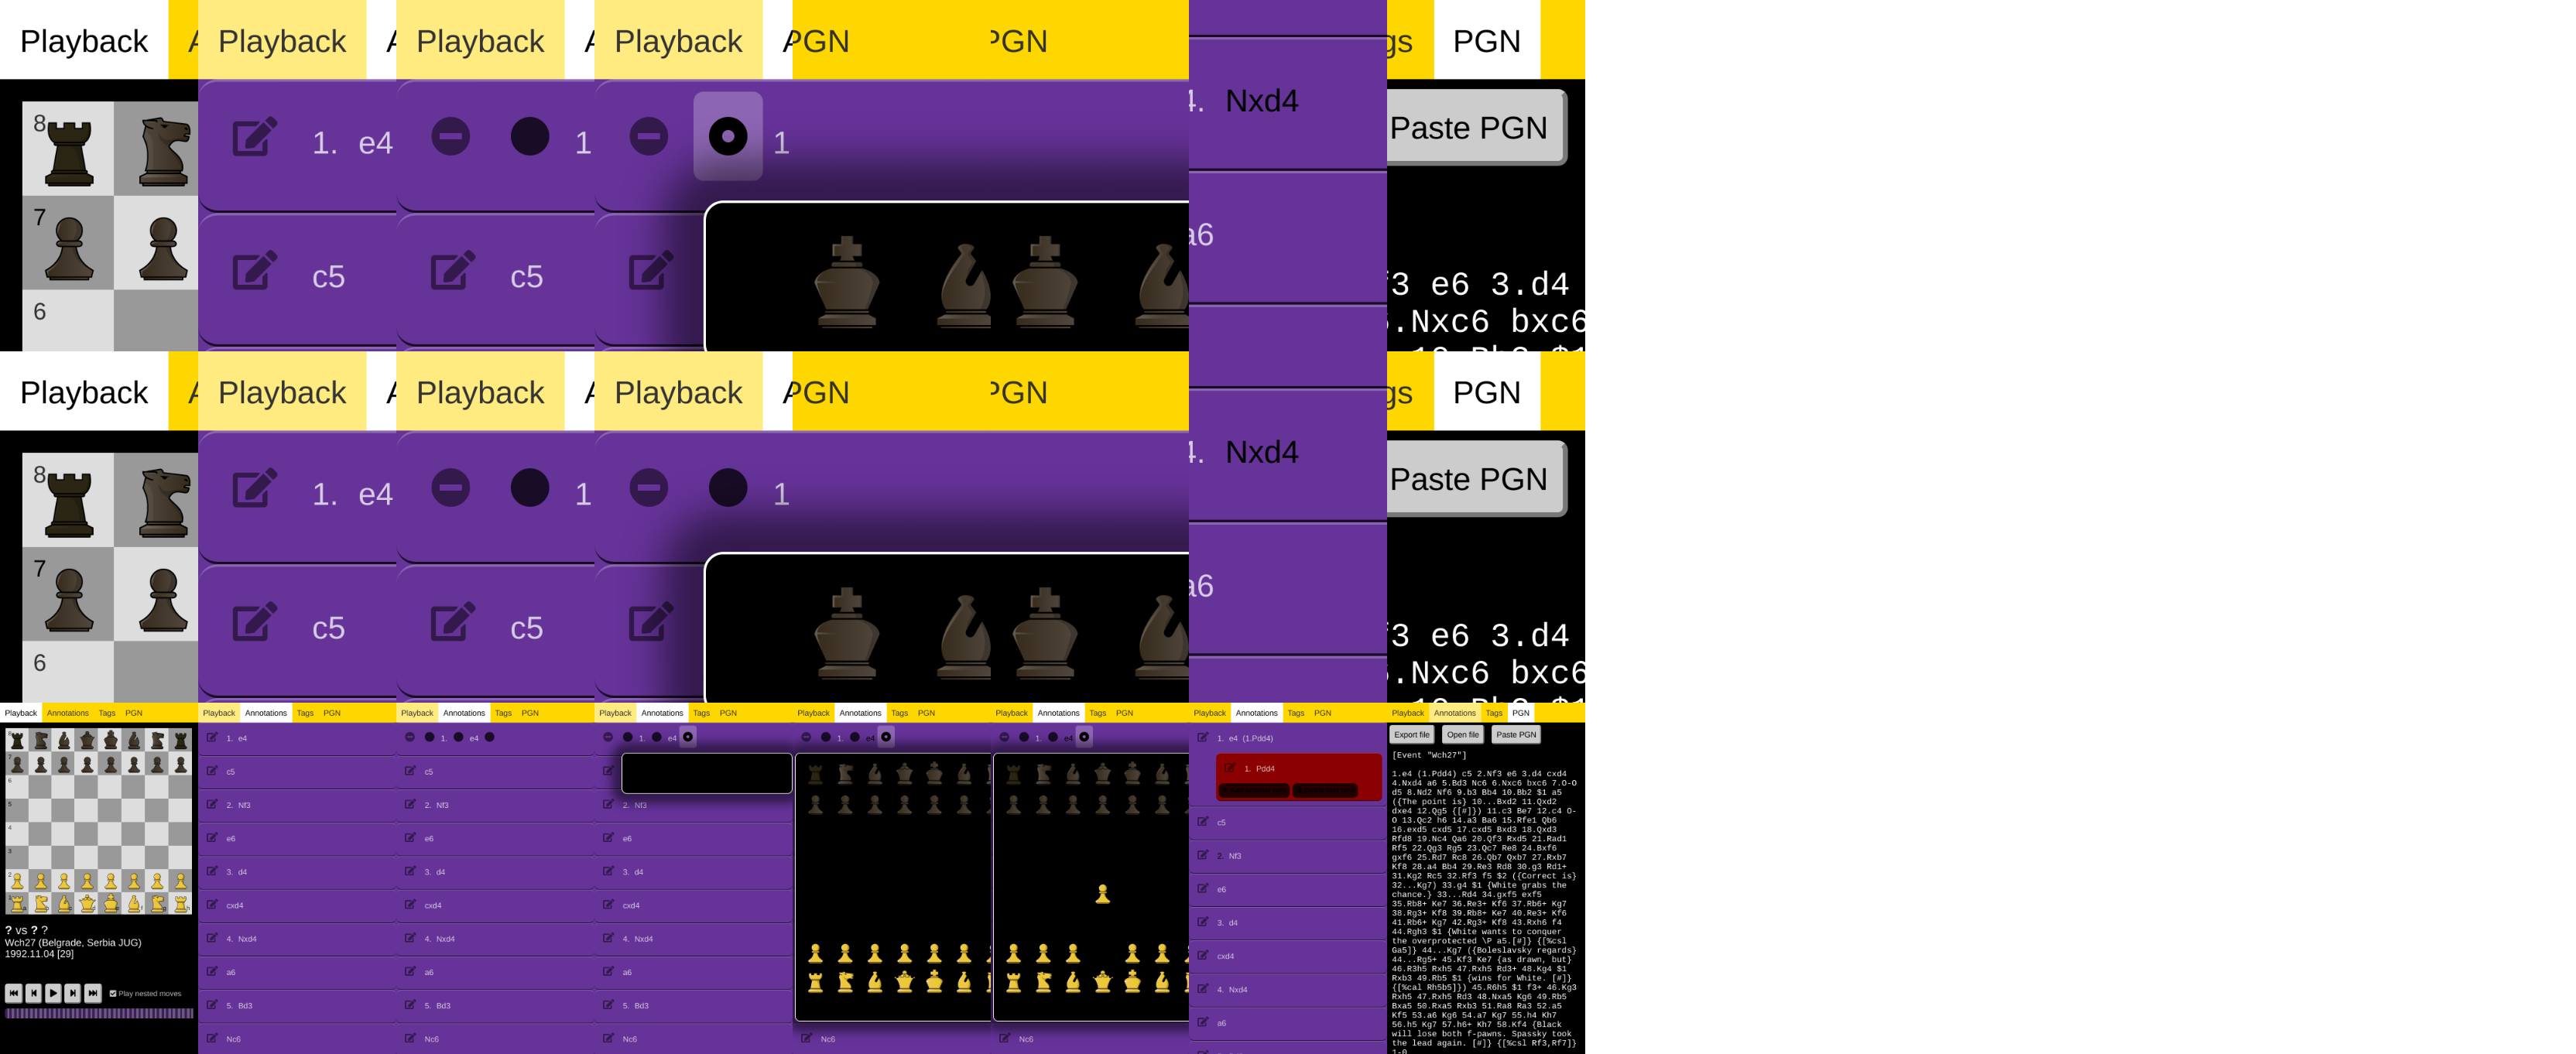 Playback
8
7
6
Playback
1. e4
c5
Playback
1
c5
Playback
1
PGN
PGN
4. Nxd4
a6
gs PGN
Paste PGN
f3 e6 3.d4
.Nxc6 bxc6
Playback
8
7
6
Playback
1. e4
c5
Playback
1
c5
Playback
1
PGN
PGN
4. Nxd4
a6
gs PGN
Paste PGN
f3 e6 3.d4
.Nxc6 bxc6
Playback Annotations Tags PGN
? vs ? ?
Wch27 (Belgrade, Serbia JUG)
1992.11.04 [29]
Play nested moves
Playback Annotations Tags PGN
1. e4
c5
2. Nf3
e6
3. d4
cxd4
4. Nxd4
a6
5. Bd3
Nc6
Playback Annotations Tags PGN
1. e4
c5
2. Nf3
e6
3. d4
cxd4
4. Nxd4
a6
5. Bd3
Nc6
Playback Annotations Tags PGN
1. e4
2. Nf3
e6
3. d4
cxd4
4. Nxd4
a6
5. Bd3
Nc6
Playback Annotations Tags PGN
1. e4
Nc6
Playback Annotations Tags PGN
1. e4
Nc6
Playback Annotations Tags PGN
1. e4 (1.Pdd4)
1. Pdd4
c5
2. Nf3
e6
3. d4
cxd4
4. Nxd4
a6
Playback Annotations Tags PGN
Export file Open file Paste PGN
[Event "Wch27"]
1.e4 (1.Pdd4) c5 2.Nf3 e6 3.d4 cxd4
4.Nxd4 a6 5.Bd3 Nc6 6.Nxc6 bxc6 7.O-O
d5 8.Nd2 Nf6 9.b3 Bb4 10.Bb2 $1 a5
({The point is} 10...Bxd2 11.Qxd2
dxe4 12.Qg5 {[#]}) 11.c3 Be7 12.c4 O-
O 13.Qc2 h6 14.a3 Ba6 15.Rfe1 Qb6
16.exd5 cxd5 17.cxd5 Bxd3 18.Qxd3
Rfd8 19.Nc4 Qa6 20.Qf3 Rxd5 21.Rad1
Rf5 22.Qg3 Rg5 23.Qc7 Re8 24.Bxf6
gxf6 25.Rd7 Rc8 26.Qb7 Qxb7 27.Rxb7
Kf8 28.a4 Bb4 29.Re3 Rd8 30.g3 Rd1+
31.Kg2 Rc5 32.Rf3 f5 $2 ({Correct is}
32...Kg7) 33.g4 $1 {White grabs the
chance.} 33...Rd4 34.gxf5 exf5
35.Rb8+ Ke7 36.Re3+ Kf6 37.Rb6+ Kg7
38.Rg3+ Kf8 39.Rb8+ Ke7 40.Re3+ Kf6
41.Rb6+ Kg7 42.Rg3+ Kf8 43.Rxh6 f4
44.Rgh3 $1 {White wants to conquer
the overprotected \P a5.[#]} {[%csl
Ga5]} 44...Kg7 ({Boleslavsky regards}
44...Rg5+ 45.Kf3 Ke7 {as drawn, but}
46.R3h5 Rxh5 47.Rxh5 Rd3+ 48.Kg4 $1
Rxb3 49.Rb5 $1 {wins for White. [#]}
{[%cal Rh5b5]}) 45.R6h5 $1 f3+ 46.Kg3
Rxh5 47.Rxh5 Rd3 48.Nxa5 Kg6 49.Rb5
Bxa5 50.Rxa5 Rxb3 51.Ra8 Ra3 52.a5
Kf5 53.a6 Kg6 54.a7 Kg7 55.h4 Kh7
56.h5 Kg7 57.h6+ Kh7 58.Kf4 {Black
will lose both f-pawns. Spassky took
the lead again. [#]} {[%csl Rf3,Rf7]}
1-0